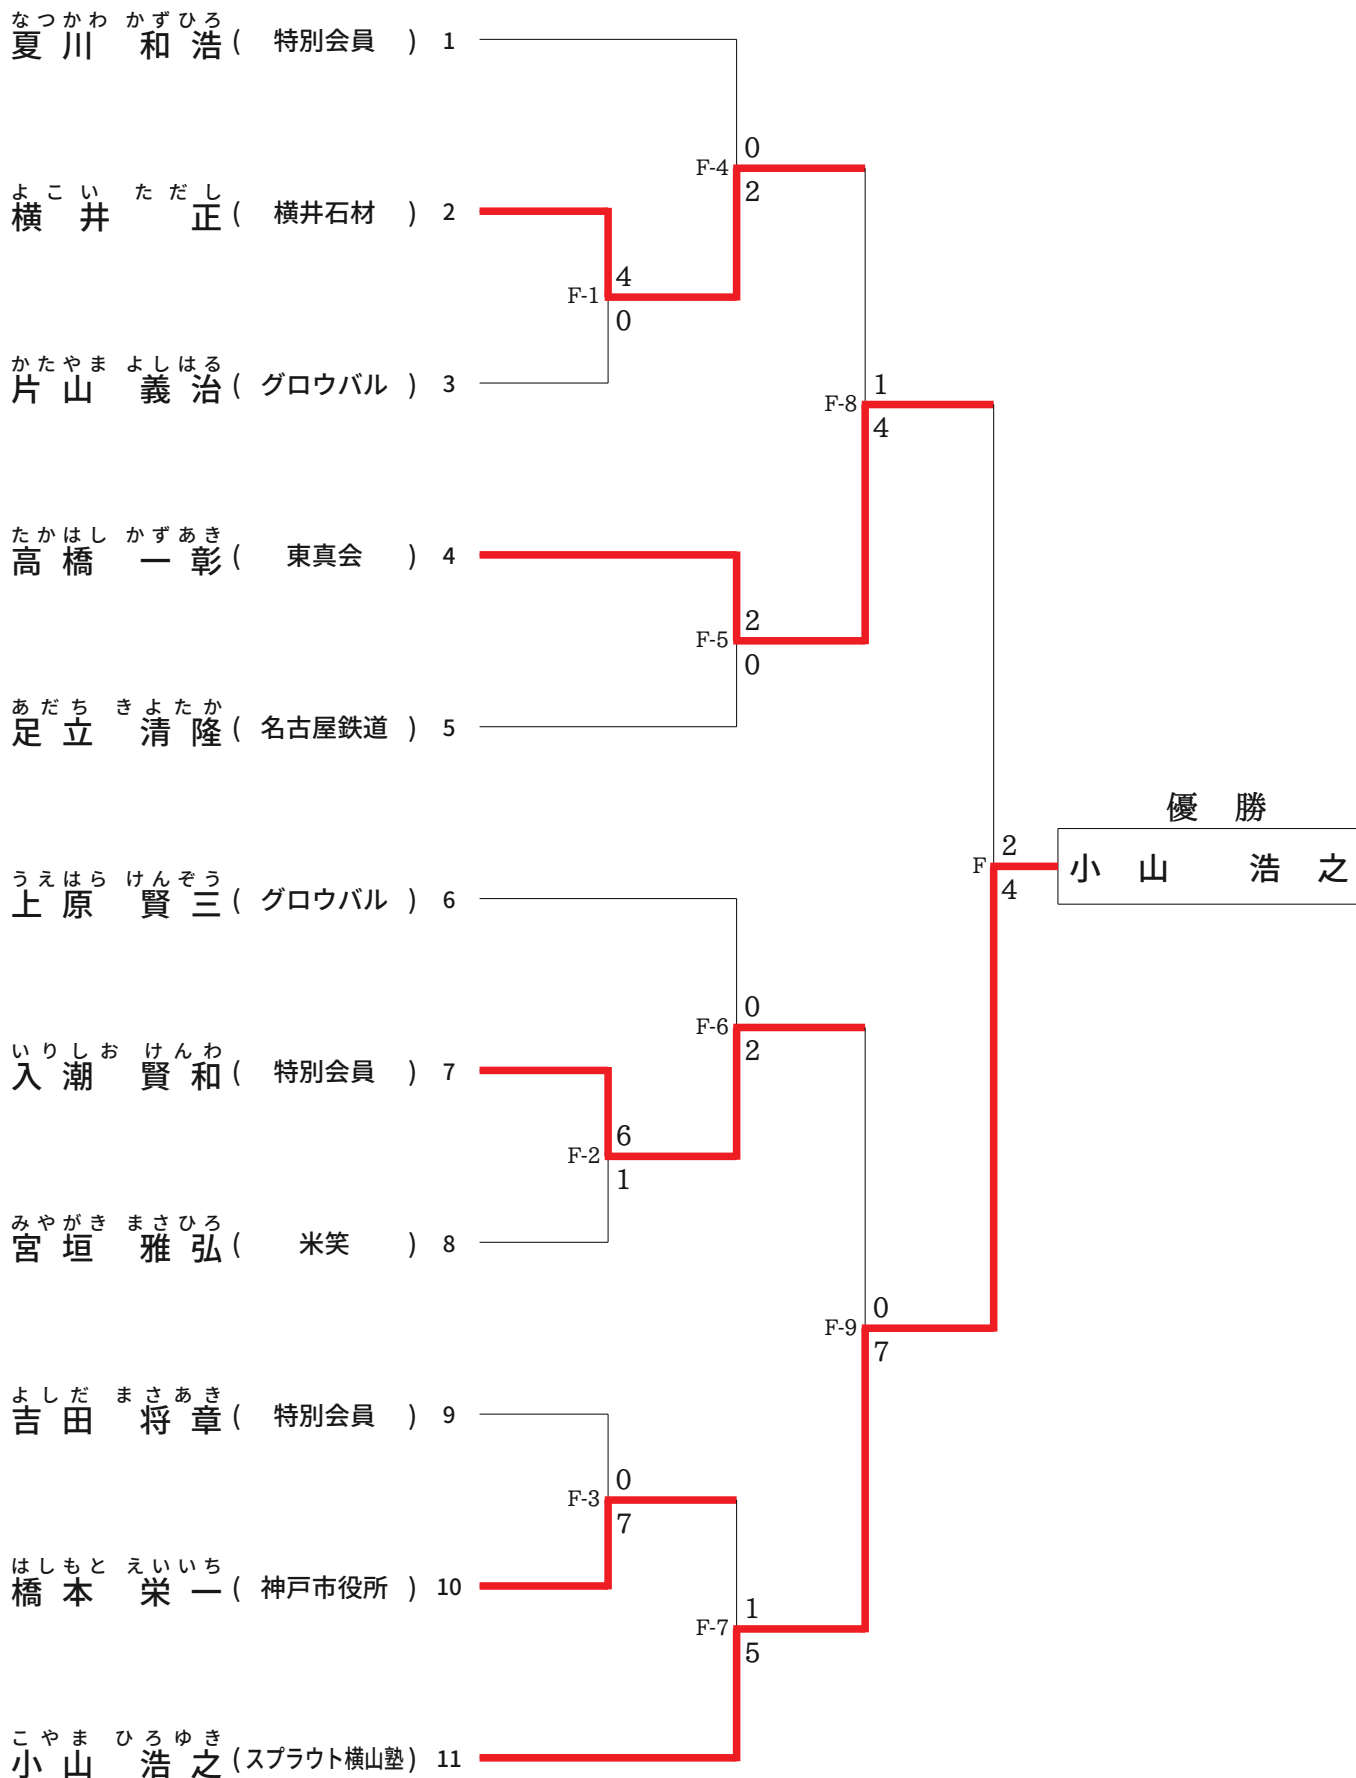 なつかわ かずひろ
夏川 和浩 ( 特別会員 ) 1
0
F-4
2
よこい ただし
横井 正 ( 横井石材 ) 2
4
F-1
0
かたやま よしはる
片山 義治 ( グロウバル ) 3
1
F-8
4
たかはし かずあき
高橋 一彰 ( 東真会 ) 4
2
F-5
0
あだち きよたか
足立 清隆 ( 名古屋鉄道 ) 5
優勝
2
F 小山 浩之
4
うえはら けんぞう
上原 賢三 ( グロウバル ) 6
0
F-6
2
いりしお けんわ
入潮 賢和 ( 特別会員 ) 7
6
F-2
1
みやがき まさひろ
宮垣 雅弘 ( 米笑 ) 8
0
F-9
7
よしだ まさあき
吉田 将章 ( 特別会員 ) 9
0
F-3
7
はしもと えいいち
橋本 栄一 ( 神戸市役所 ) 10
1
F-7
5
こやま ひろゆき
小山 浩之 ( スプラウト横山塾 ) 11